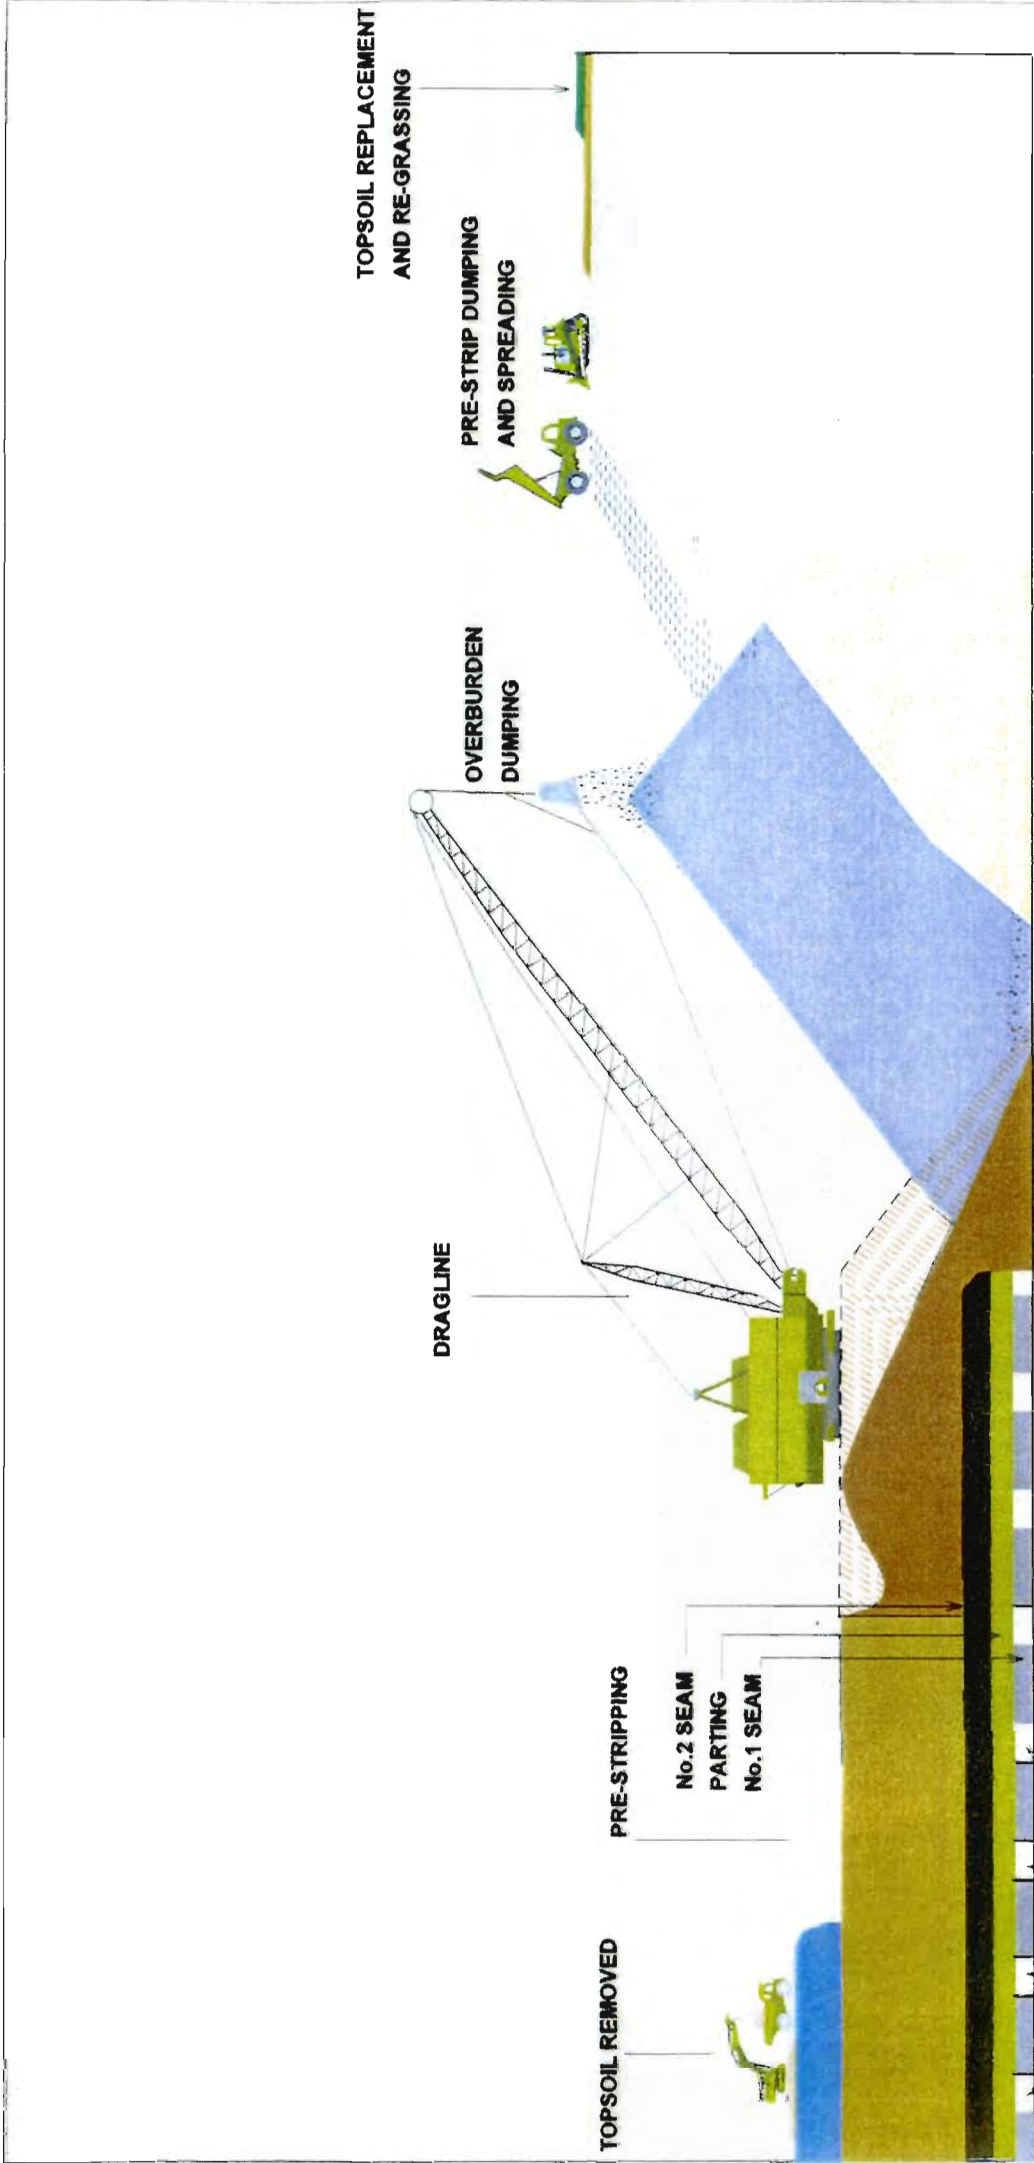 TOPSOIL REMOVED
PRE-STRIPPING
No.2 SEAM
PARTING
No.1 SEAM
DRAGLINE
OVERBURDEN
DUMPING
PRE-STRIP DUMPING
AND SPREADING
TOPSOIL REPLACEMENT
AND RE-GRASSING